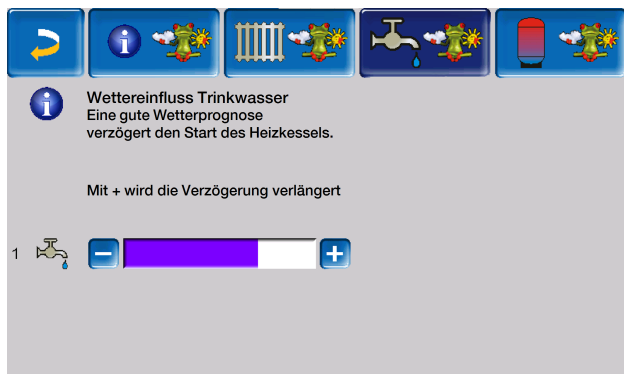 Wettereinfluss Trinkwasser
Eine gute Wetterprognose
verzögert den Start des Heizkessels.
Mit + wird die Verzögerung verlängert
1